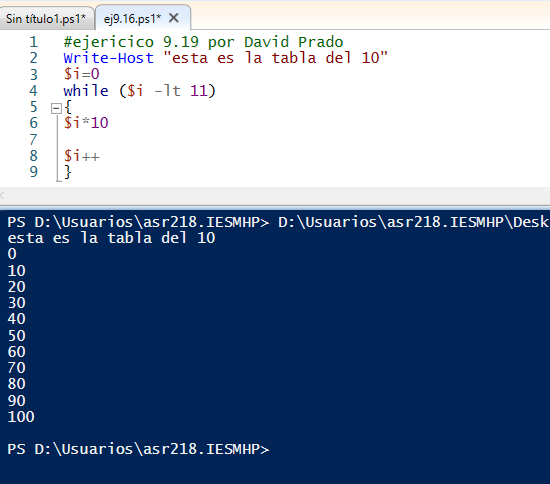 Sin título1.ps1* ej9.16.ps1* X
1 #ejericico 9.19 por David Prado
2 Write-Host "esta es la tabla del 10"
3 $i=0
4 while ($i -lt 11)
5 {
6 $i*10
7
8 $i++
9 }
PS D:\Usuarios\asr218.IESMHP> D:\Usuarios\asr218.IESMHP\Desk
esta es la tabla del 10
0
10
20
30
40
50
60
70
80
90
100
PS D:\Usuarios\asr218.IESMHP>